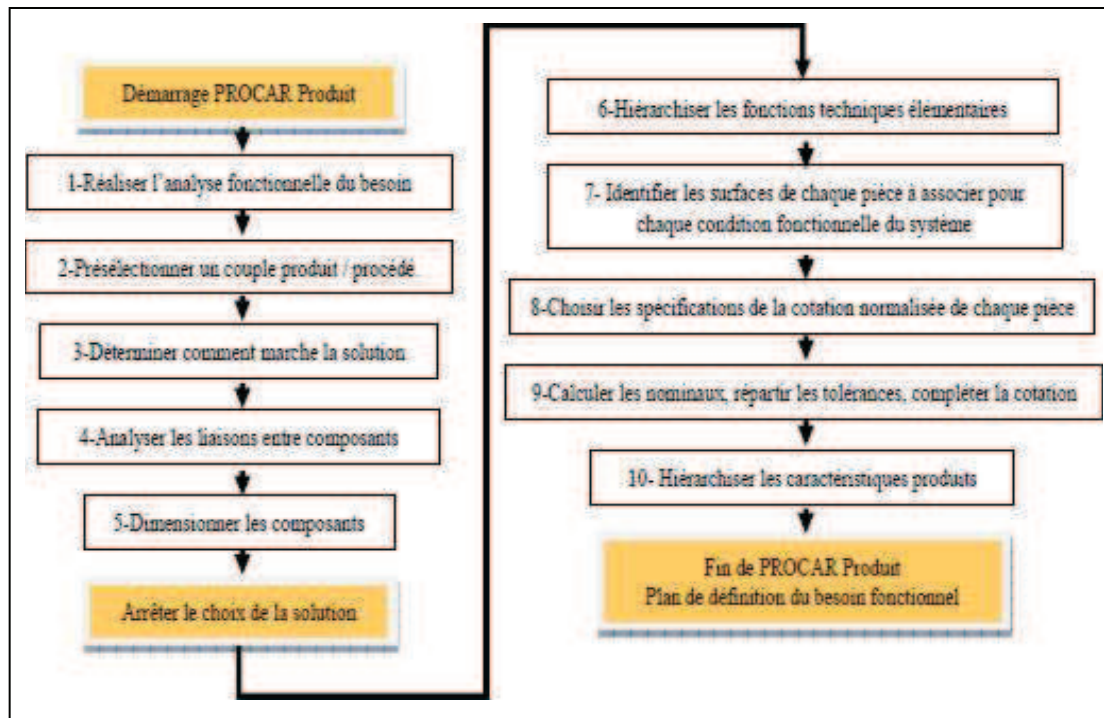 Démarrage PROCAR Produit
1-Réaliser l'analyse fonctionnelle du besoin
2-Présélectionner un couple produit / procédé
3-Déterminer comment marche la solution
4-Analyser les liaisons entre composants
5-Dimensionner les composants
Arrêter le choix de la solution
6-Hiérarchiser les fonctions techniques élémentaires
7- Identifier les surfaces de chaque pièce à associer pour
chaque condition fonctionnelle du système
8-Choisir les spécifications de la cotation normalisée de chaque pièce
9-Calculer les nominaux, répartir les tolérances, compléter la cotation
10- Hiérarchiser les caractéristiques produits
Fin de PROCAR Produit
Plan de définition du besoin fonctionnel